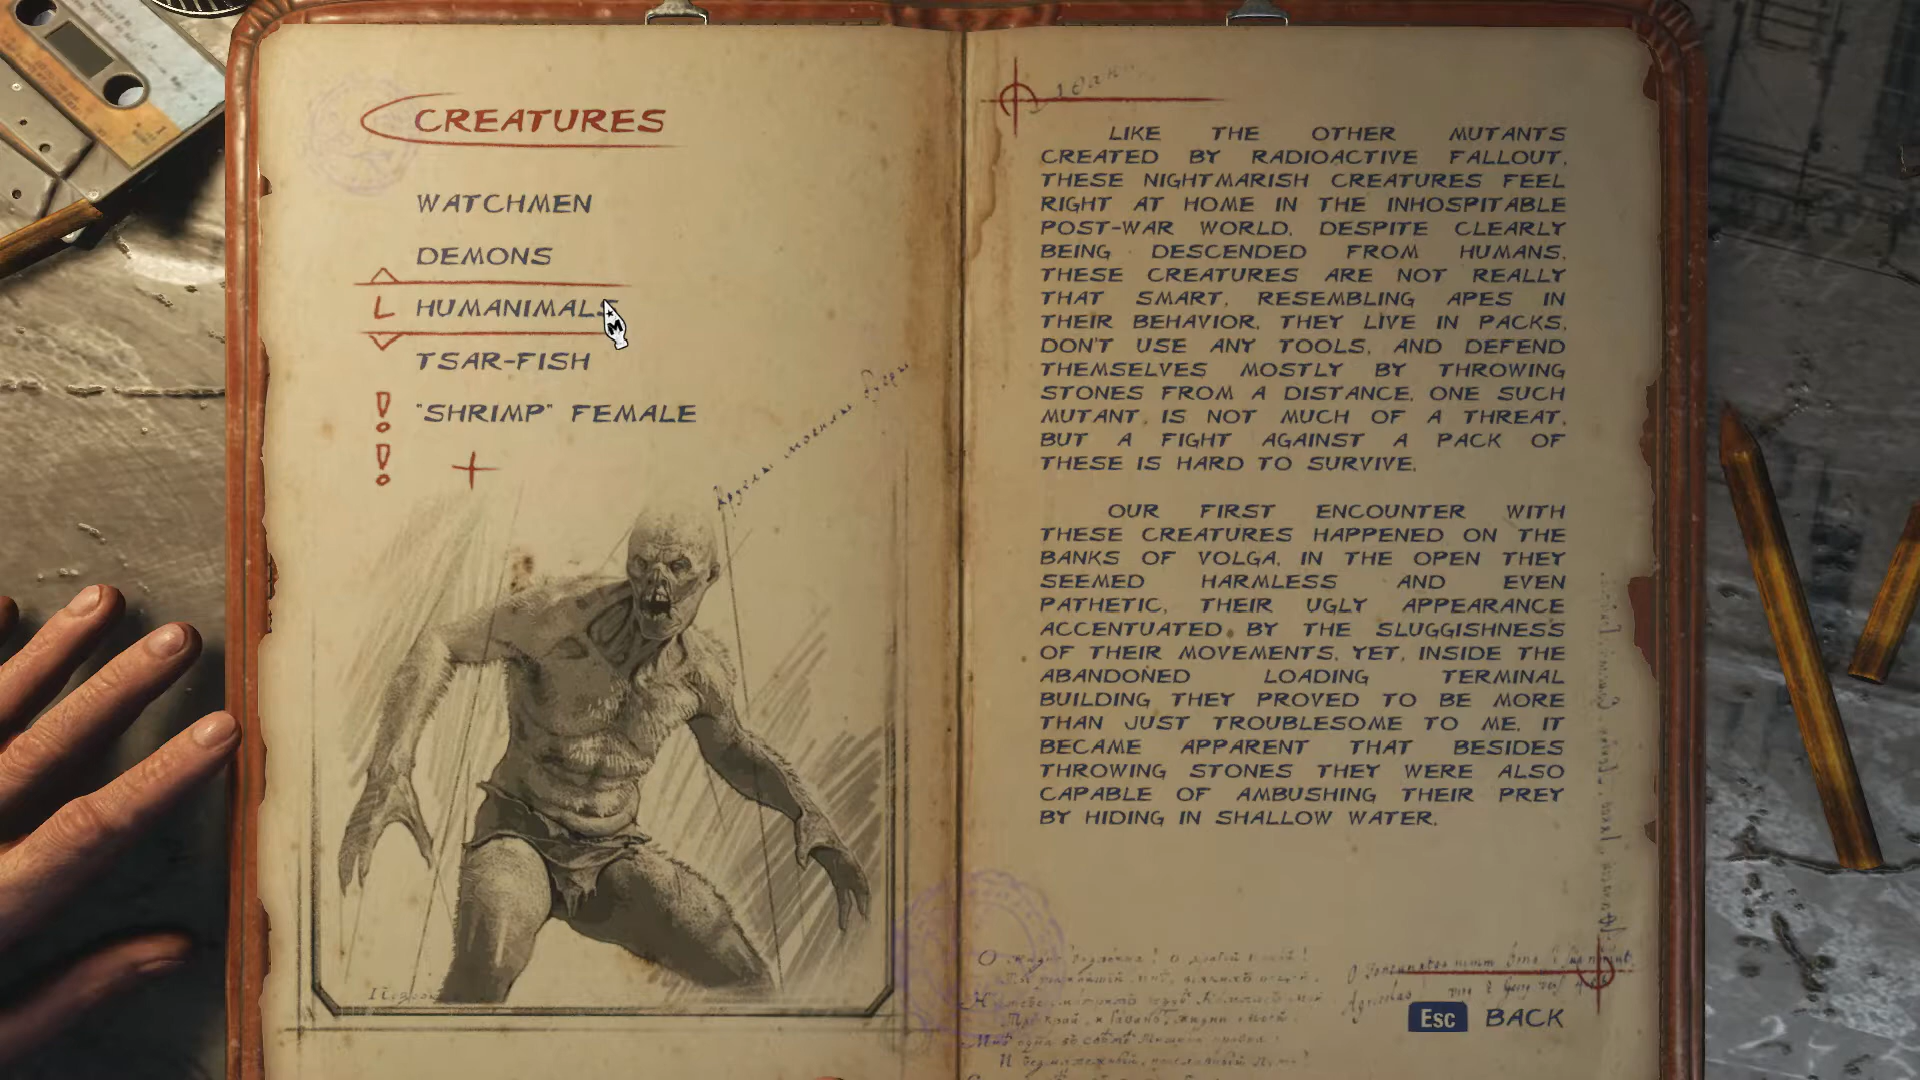 CREATURES
WATCHMEN
DEMONS
HUMANIMALS
TSAR-FISH
"SHRIMP" FEMALE
LIKE THE OTHER MUTANTS
CREATED BY RADIOACTIVE FALLOUT,
THESE NIGHTMARISH CREATURES FEEL
RIGHT AT HOME IN THE INHOSPITABLE
POST-WAR WORLD. DESPITE CLEARLY
BEING DESCENDED FROM HUMANS,
THESE CREATURES ARE NOT REALLY
THAT SMART, RESEMBLING APES IN
THEIR BEHAVIOR. THEY LIVE IN PACKS,
DON'T USE ANY TOOLS, AND DEFEND
THEMSELVES MOSTLY BY THROWING
STONES FROM A DISTANCE. ONE SUCH
MUTANT IS NOT MUCH OF A THREAT,
BUT A FIGHT AGAINST A PACK OF
THESE IS HARD TO SURVIVE.
OUR FIRST ENCOUNTER WITH
THESE CREATURES HAPPENED ON THE
BANKS OF VOLGA. IN THE OPEN THEY
SEEMED HARMLESS AND EVEN
PATHETIC, THEIR UGLY APPEARANCE
ACCENTUATED BY THE SLUGGISHNESS
OF THEIR MOVEMENTS. YET, INSIDE THE
ABANDONED LOADING TERMINAL
BUILDING THEY PROVED TO BE MORE
THAN JUST TROUBLESOME TO ME. IT
BECAME APPARENT THAT BESIDES
THROWING STONES THEY WERE ALSO
CAPABLE OF AMBUSHING THEIR PREY
BY HIDING IN SHALLOW WATER.
Esc BACK